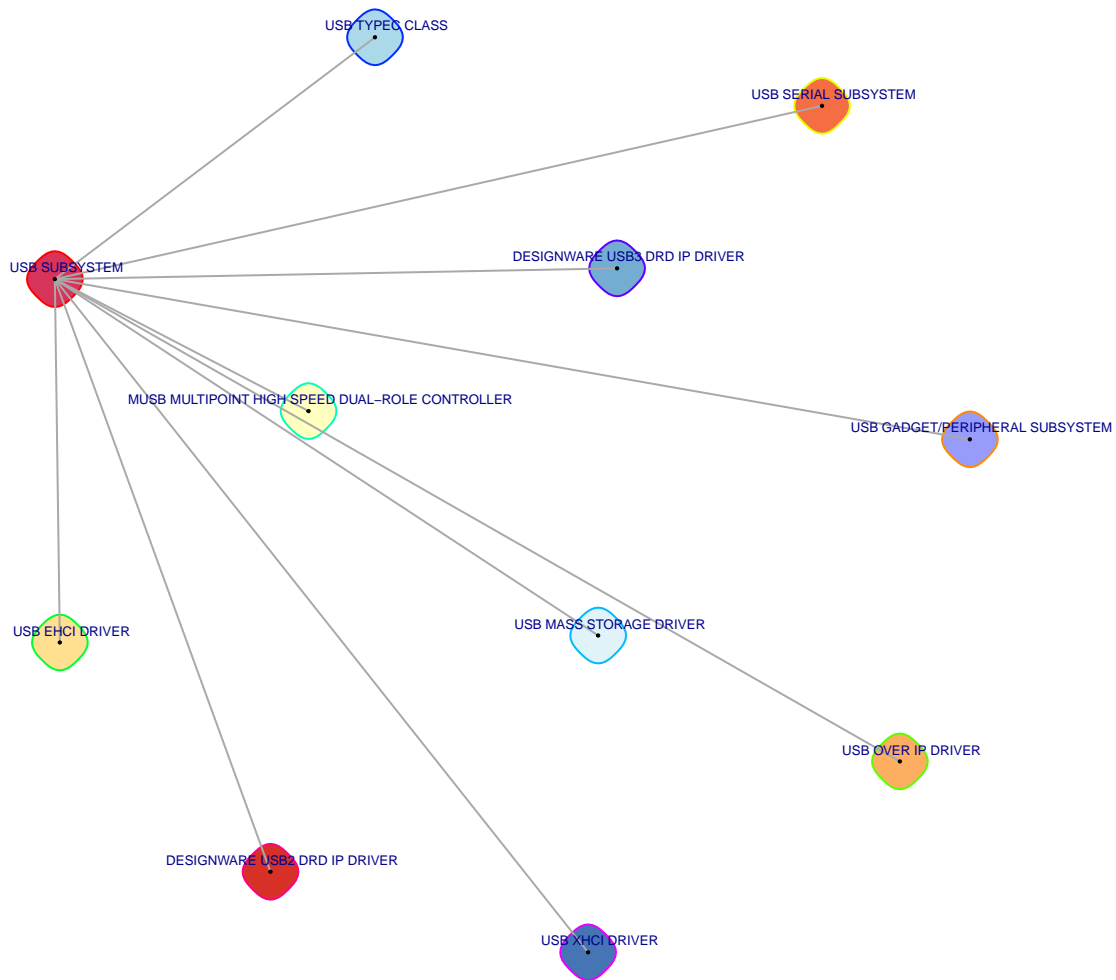 USB TYPEC CLASS
USB SERIAL SUBSYSTEM
DESIGNWARE USB3 DRD IP DRIVER
USB SUBSYSTEM
MUSB MULTIPOINT HIGH SPEED DUAL−ROLE CONTROLLER
USB GADGET/PERIPHERAL SUBSYSTEM
USB EHCI DRIVER
USB MASS STORAGE DRIVER
USB OVER IP DRIVER
DESIGNWARE USB2 DRD IP DRIVER
USB XHCI DRIVER